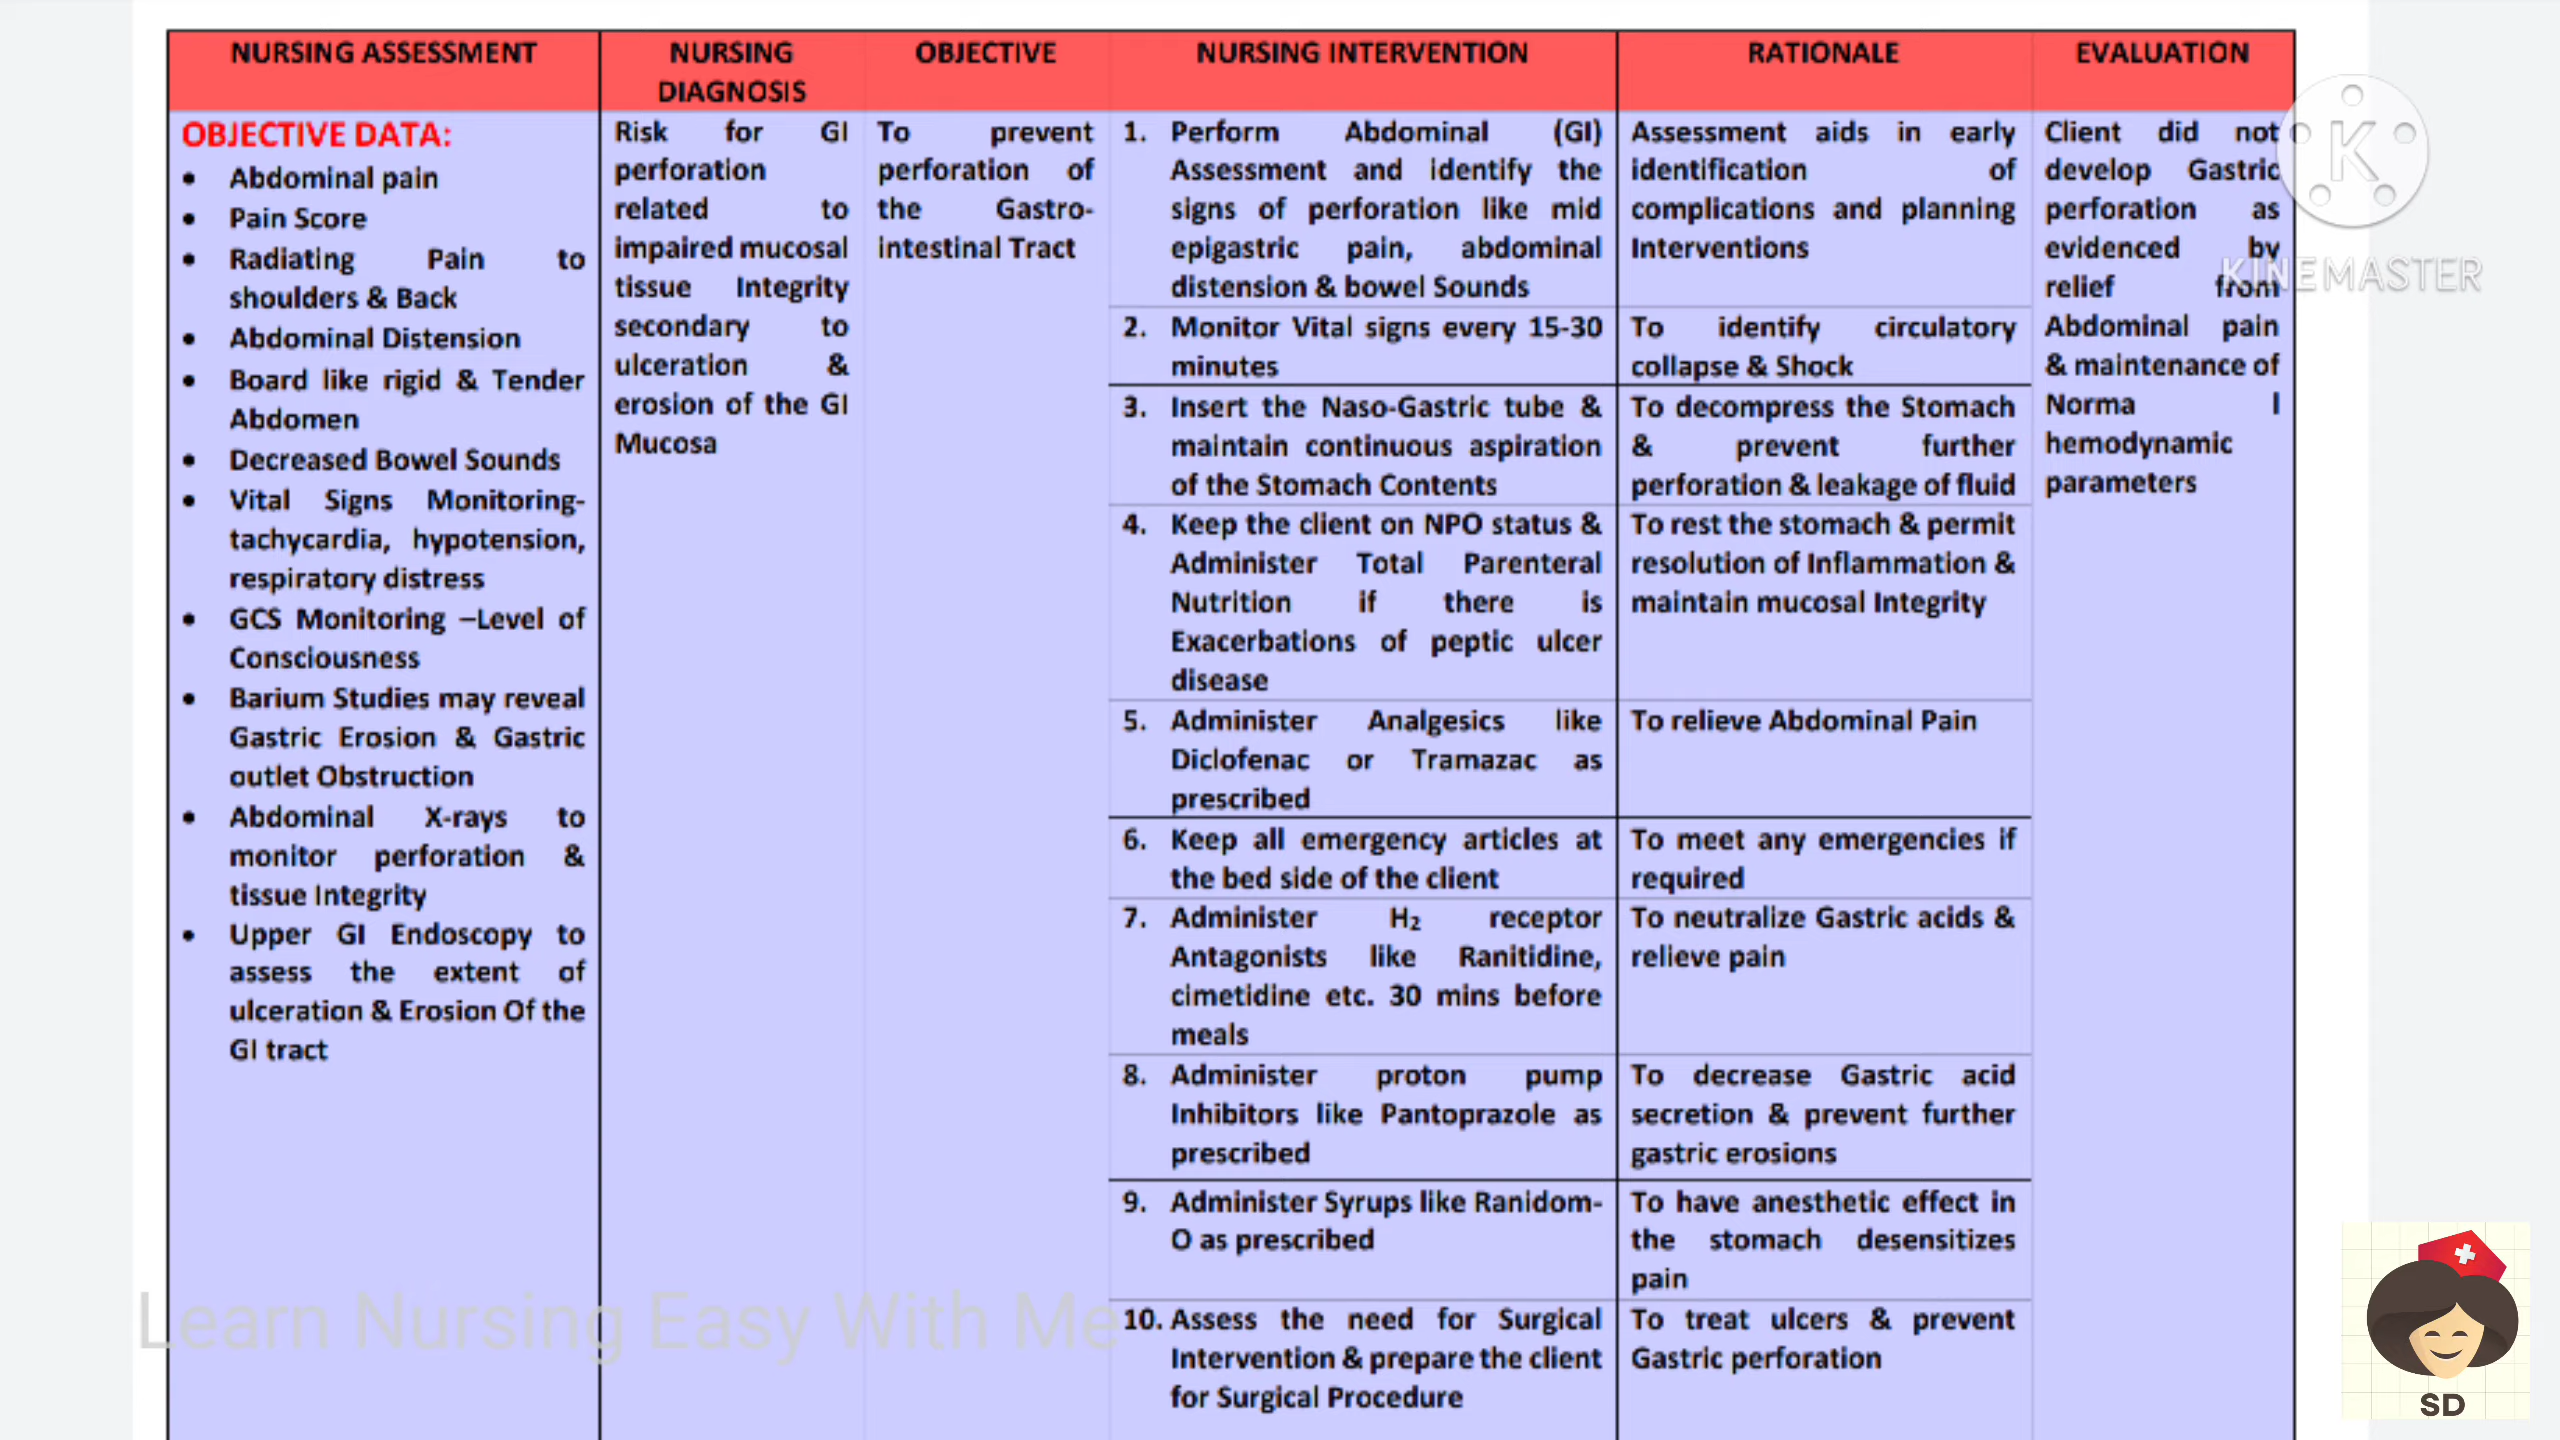 NURSING ASSESSMENT
NURSING
DIAGNOSIS
OBJECTIVE
NURSING INTERVENTION
RATIONALE
EVALUATION
OBJECTIVE DATA:
• Abdominal pain
• Pain Score
• Radiating Pain to
shoulders & Back
• Abdominal Distension
• Board like rigid & Tender
Abdomen
• Decreased Bowel Sounds
• Vital Signs Monitoring-
tachycardia, hypotension,
respiratory distress
• GCS Monitoring –Level of
Consciousness
• Barium Studies may reveal
Gastric Erosion & Gastric
outlet Obstruction
• Abdominal X-rays to
monitor perforation &
tissue Integrity
• Upper GI Endoscopy to
assess the extent of
ulceration & Erosion Of the
GI tract
Risk for GI
perforation
related to
impaired mucosal
tissue Integrity
secondary to
ulceration &
erosion of the GI
Mucosa
To prevent
perforation of
the Gastro-
intestinal Tract
1. Perform Abdominal (GI)
Assessment and identify the
signs of perforation like mid
epigastric pain, abdominal
distension & bowel Sounds
Assessment aids in early
identification of
complications and planning
Interventions
2. Monitor Vital signs every 15-30
minutes
To identify circulatory
collapse & Shock
3. Insert the Naso-Gastric tube &
maintain continuous aspiration
of the Stomach Contents
To decompress the Stomach
& prevent further
perforation & leakage of fluid
4. Keep the client on NPO status &
Administer Total Parenteral
Nutrition if there is
Exacerbations of peptic ulcer
disease
To rest the stomach & permit
resolution of Inflammation &
maintain mucosal Integrity
5. Administer Analgesics like
Diclofenac or Tramazac as
prescribed
To relieve Abdominal Pain
6. Keep all emergency articles at
the bed side of the client
To meet any emergencies if
required
7. Administer H2 receptor
Antagonists like Ranitidine,
cimetidine etc. 30 mins before
meals
To neutralize Gastric acids &
relieve pain
8. Administer proton pump
Inhibitors like Pantoprazole as
prescribed
To decrease Gastric acid
secretion & prevent further
gastric erosions
9. Administer Syrups like Ranidom-
O as prescribed
To have anesthetic effect in
the stomach desensitizes
pain
10. Assess the need for Surgical
Intervention & prepare the client
for Surgical Procedure
To treat ulcers & prevent
Gastric perforation
Client did not
develop Gastric
perforation as
evidenced by
relief from
Abdominal pain
& maintenance of
Norma l
hemodynamic
parameters
K
KINEMASTER
Learn Nursing Easy With Me
SD